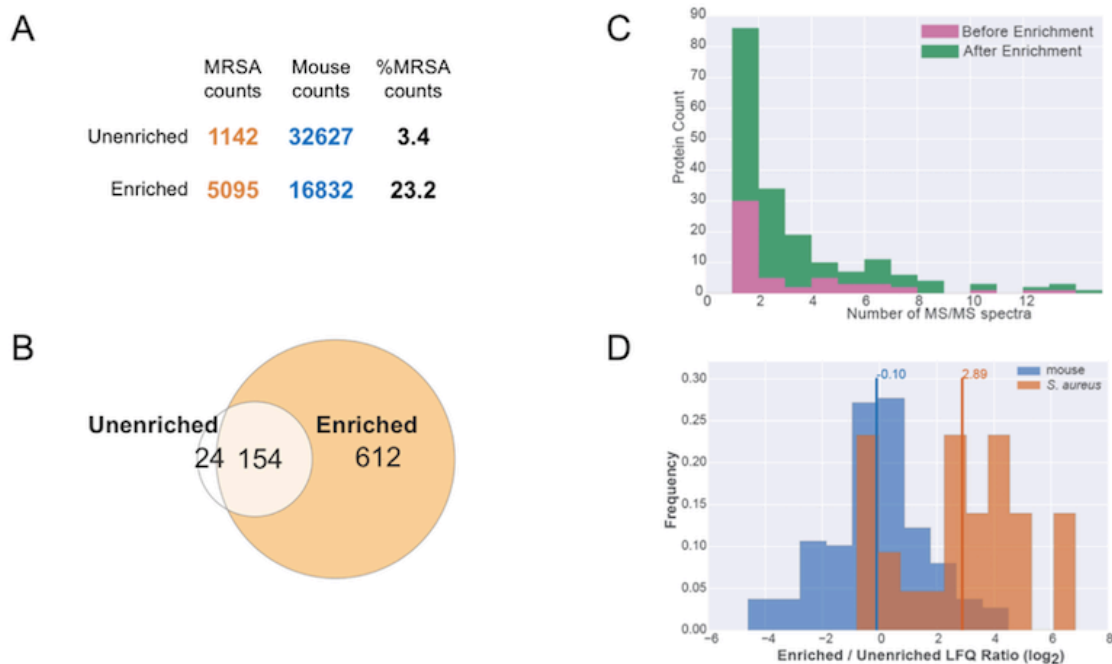 A
MRSA counts Mouse counts %MRSA counts
Unenriched 1142 32627 3.4
Enriched 5095 16832 23.2
B
Unenriched Enriched
24 154 612
C
90
80
70
60
50
40
30
20
10
0
Before Enrichment
After Enrichment
Protein Count
0 2 4 6 8 10 12
Number of MS/MS spectra
D
-0.10 2.89
mouse
S. aureus
0.30
0.25
0.20
0.15
0.10
0.05
0.00
Frequency
−6 −4 −2 0 2 4 6 8
Enriched / Unenriched LFQ Ratio (log2)